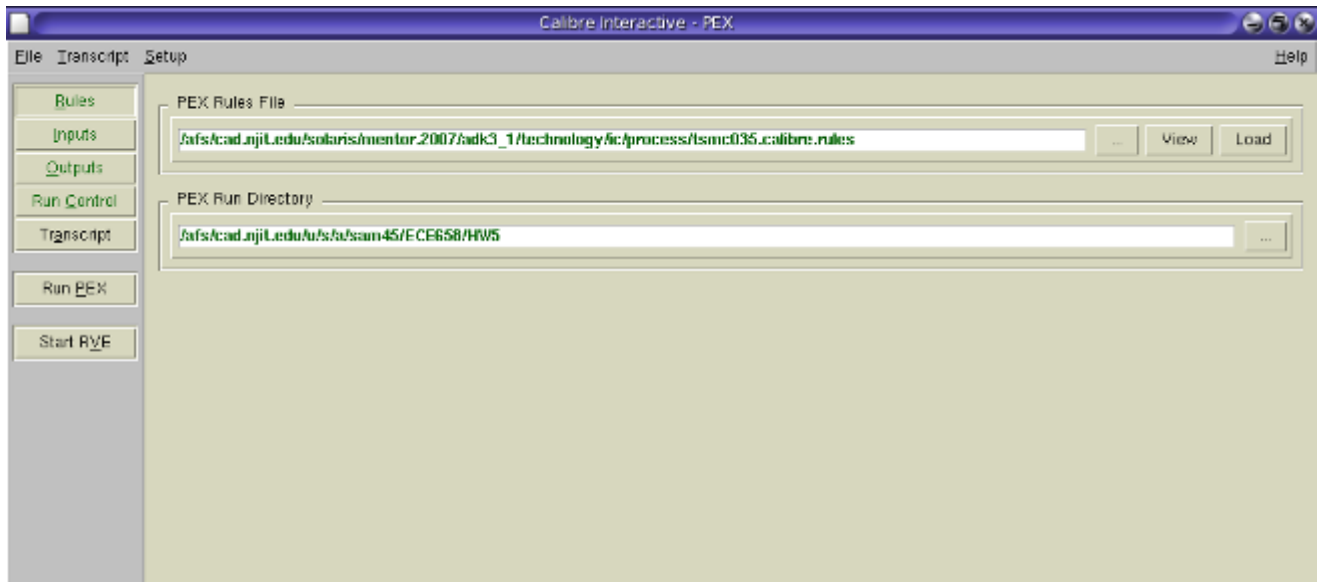 Calibre Interactive - PEX
File Transcript Setup Help
Rules
Inputs
Outputs
Run Control
Transcript
Run PEX
Start RVE
PEX Rules File
/afs/cad.njit.edu/solaris/mentor.2007/adk3_1/technology/ic/process/tsmc035.calibre.rules
... View Load
PEX Run Directory
/afs/cad.njit.edu/u/s/a/sam45/ECE658/HW5
...